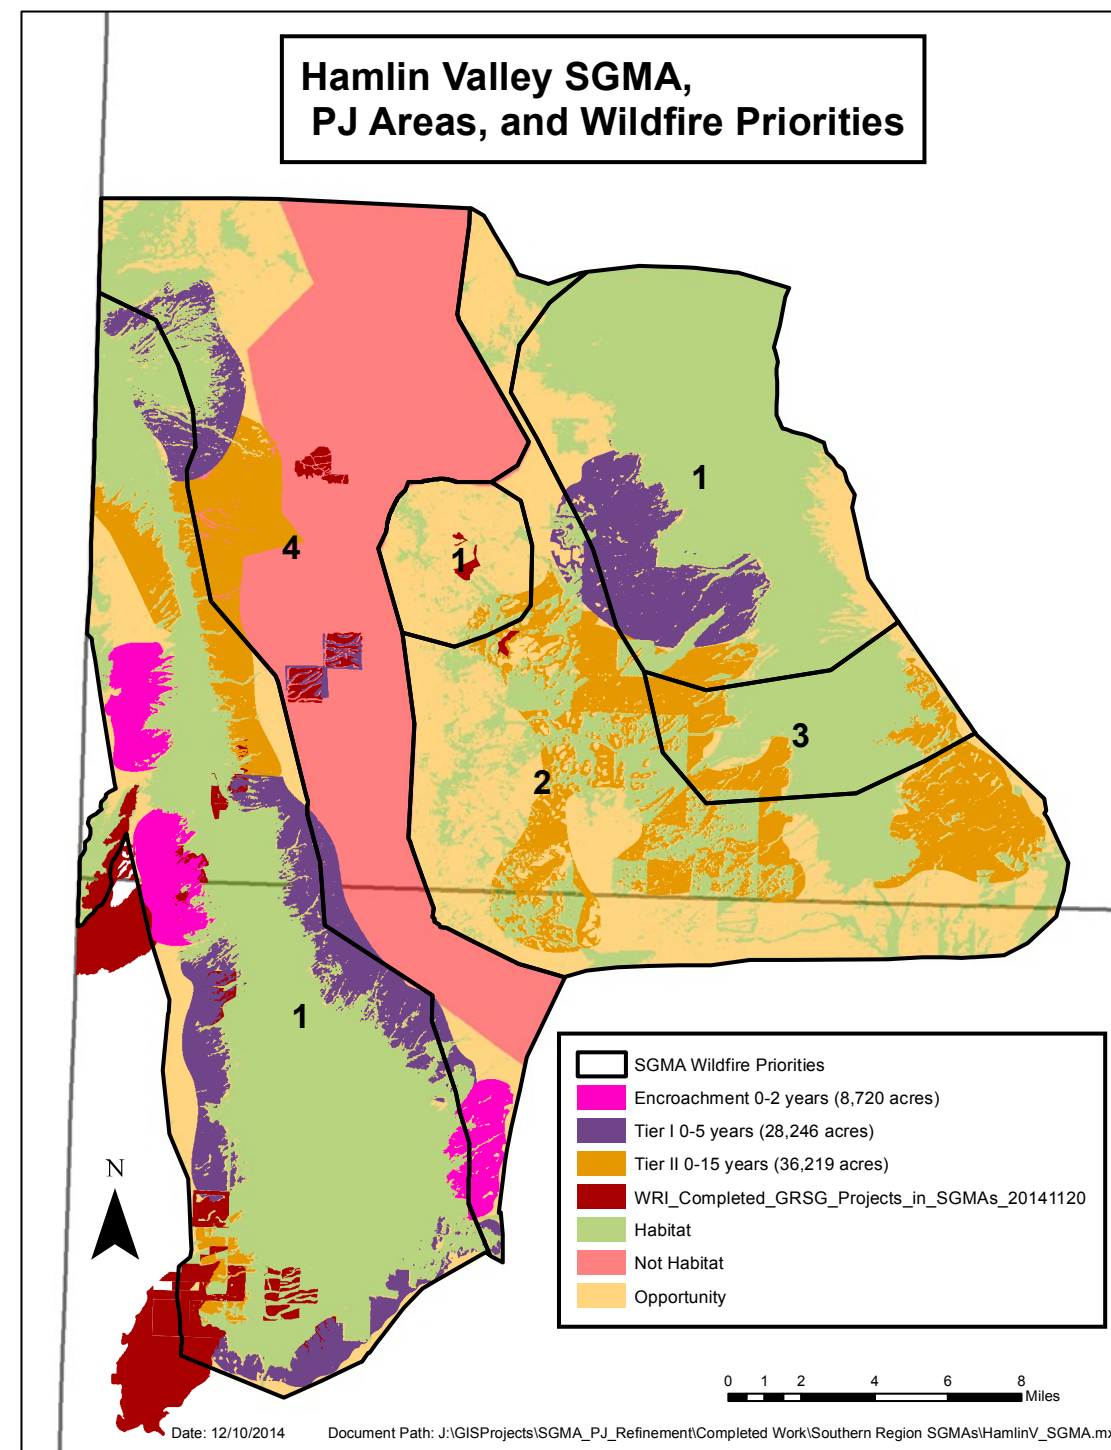 Hamlin Valley SGMA,
PJ Areas, and Wildfire Priorities
1
4
1
3
2
1
SGMA Wildfire Priorities
Encroachment 0-2 years (8,720 acres)
Tier I 0-5 years (28,246 acres)
Tier II 0-15 years (36,219 acres)
WRI_Completed_GRSG_Projects_in_SGMAs_20141120
Habitat
Not Habitat
Opportunity
N
0 1 2 4 6 8
Miles
Date: 12/10/2014
Document Path: J:\GISProjects\SGMA_PJ_Refinement\Completed Work\Southern Region SGMAs\HamlinV_SGMA.mx